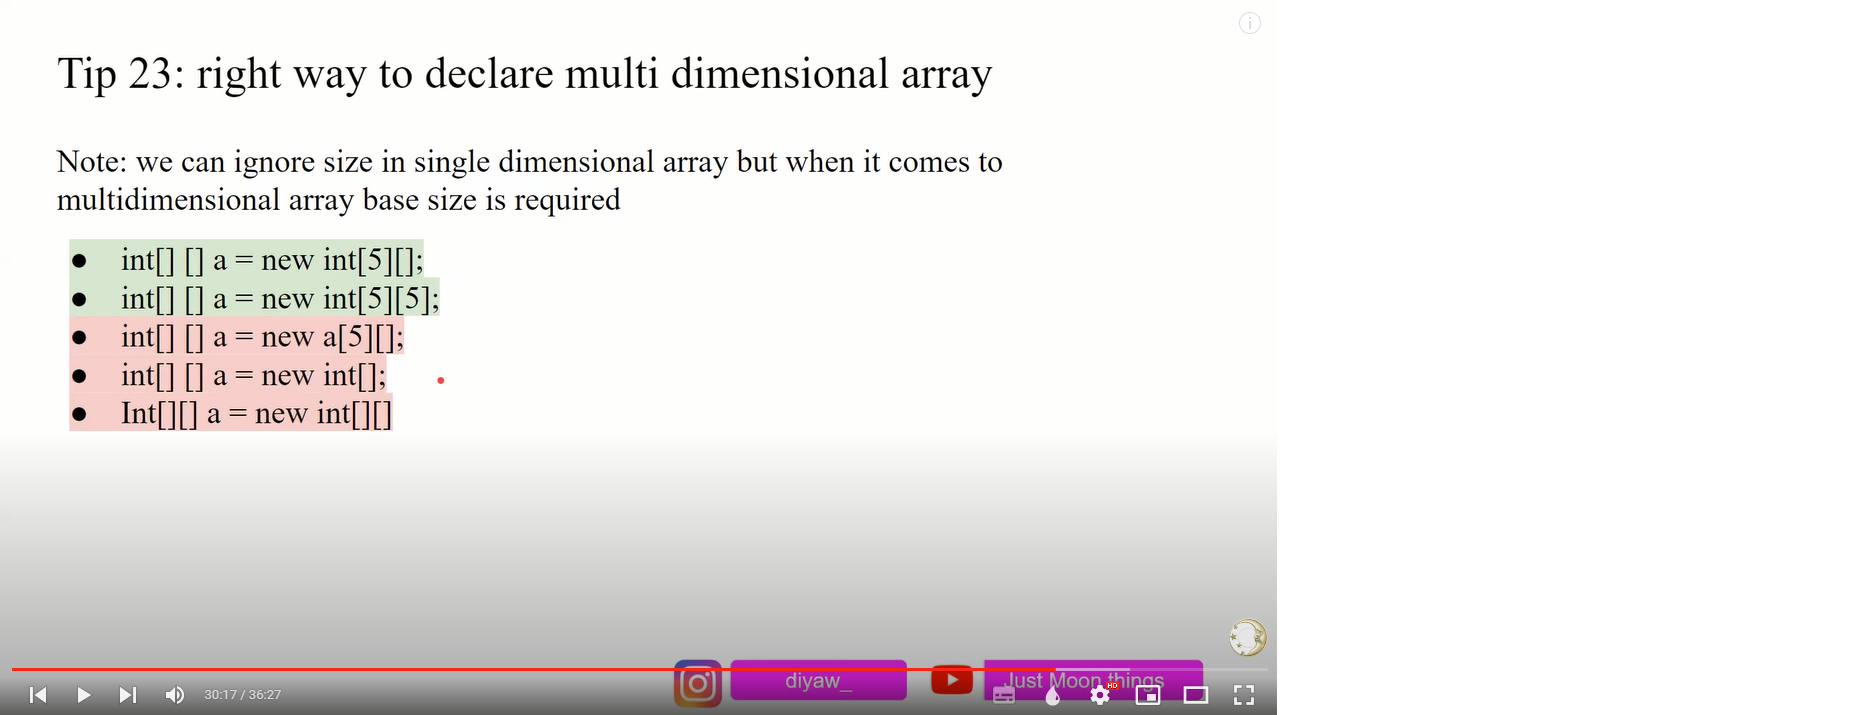 Tip 23: right way to declare multi dimensional array
Note: we can ignore size in single dimensional array but when it comes to
multidimensional array base size is required
● int[] [] a = new int[5][];
● int[] [] a = new int[5][5];
● int[] [] a = new a[5][];
● int[] [] a = new int[];
● Int[][] a = new int[][]
diyaw_
Just Moon things
30:17 / 36:27
HD